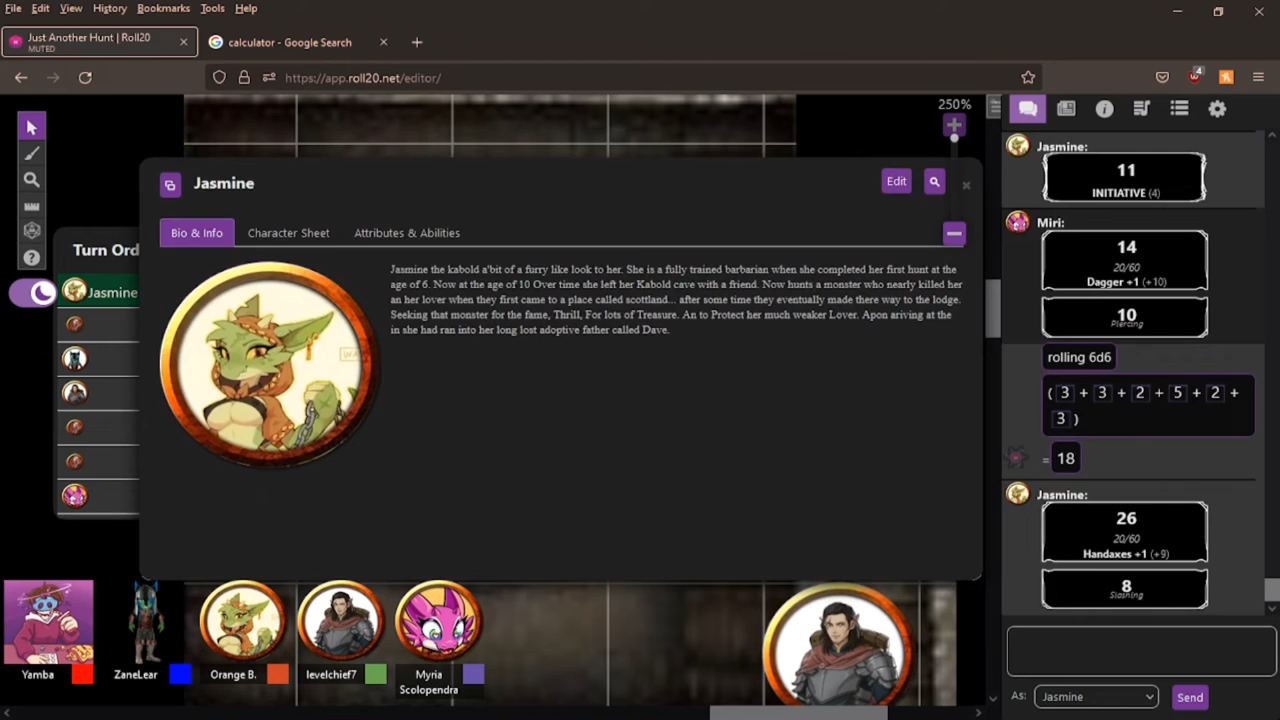 File Edit View History Bookmarks Tools Help
Just Another Hunt | Roll20
MUTED
calculator - Google Search
https://app.roll20.net/editor/
4
250%
Turn Ord
Jasmine
Jasmine
Edit
Bio & Info
Character Sheet
Attributes & Abilities
Jasmine the kabold a'bit of a furry like look to her. She is a fully trained barbarian when she completed her first hunt at the
age of 6. Now at the age of 10 Over time she left her Kabold cave with a friend. Now hunts a monster who nearly killed her
an her lover when they first came to a place called scottland... after some time they eventually made there way to the lodge.
Seeking that monster for the fame, Thrill, For lots of Treasure. An to Protect her much weaker Lover. Apon ariving at the
in she had ran into her long lost adoptive father called Dave.
Yamba
ZaneLear
Orange B.
levelchief7
Myria
Scolopendra
Jasmine:
11
INITIATIVE (4)
Miri:
14
20/60
Dagger +1 (+10)
10
Piercing
rolling 6d6
( 3 + 3 + 2 + 5 + 2 +
3 )
= 18
Jasmine:
26
20/60
Handaxes +1 (+9)
8
Slashing
As: Jasmine
Send